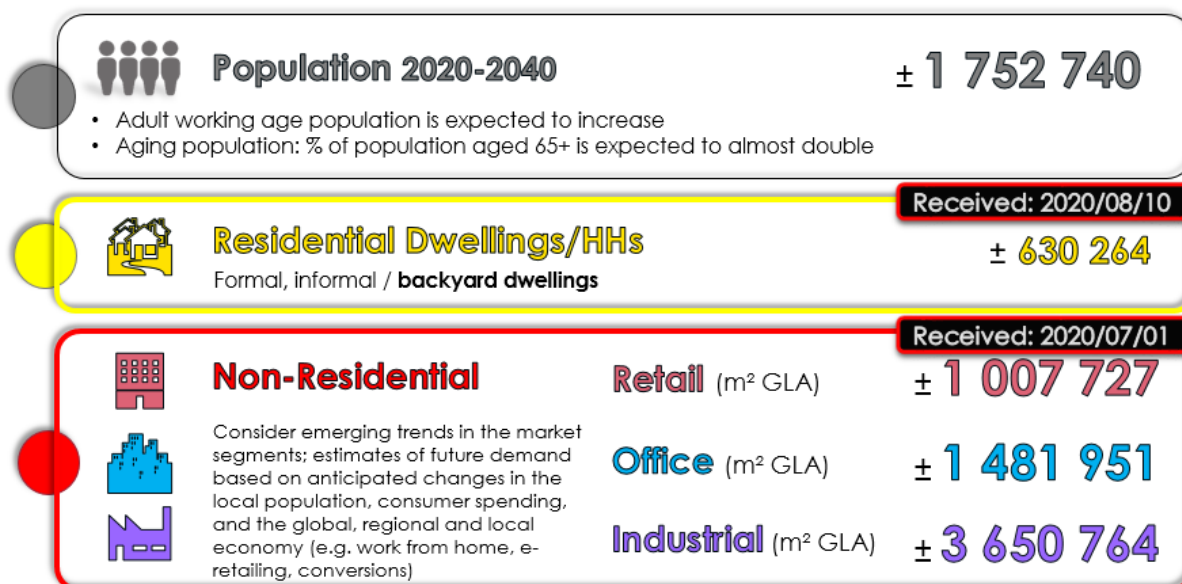 Population 2020-2040
± 1 752 740
• Adult working age population is expected to increase
• Aging population: % of population aged 65+ is expected to almost double
Received: 2020/08/10
Residential Dwellings/HHs
± 630 264
Formal, informal / backyard dwellings
Received: 2020/07/01
Non-Residential
Consider emerging trends in the market
segments; estimates of future demand
based on anticipated changes in the
local population, consumer spending,
and the global, regional and local
economy (e.g. work from home, e-
retailing, conversions)
Retail (m² GLA)
± 1 007 727
Office (m² GLA)
± 1 481 951
Industrial (m² GLA)
± 3 650 764